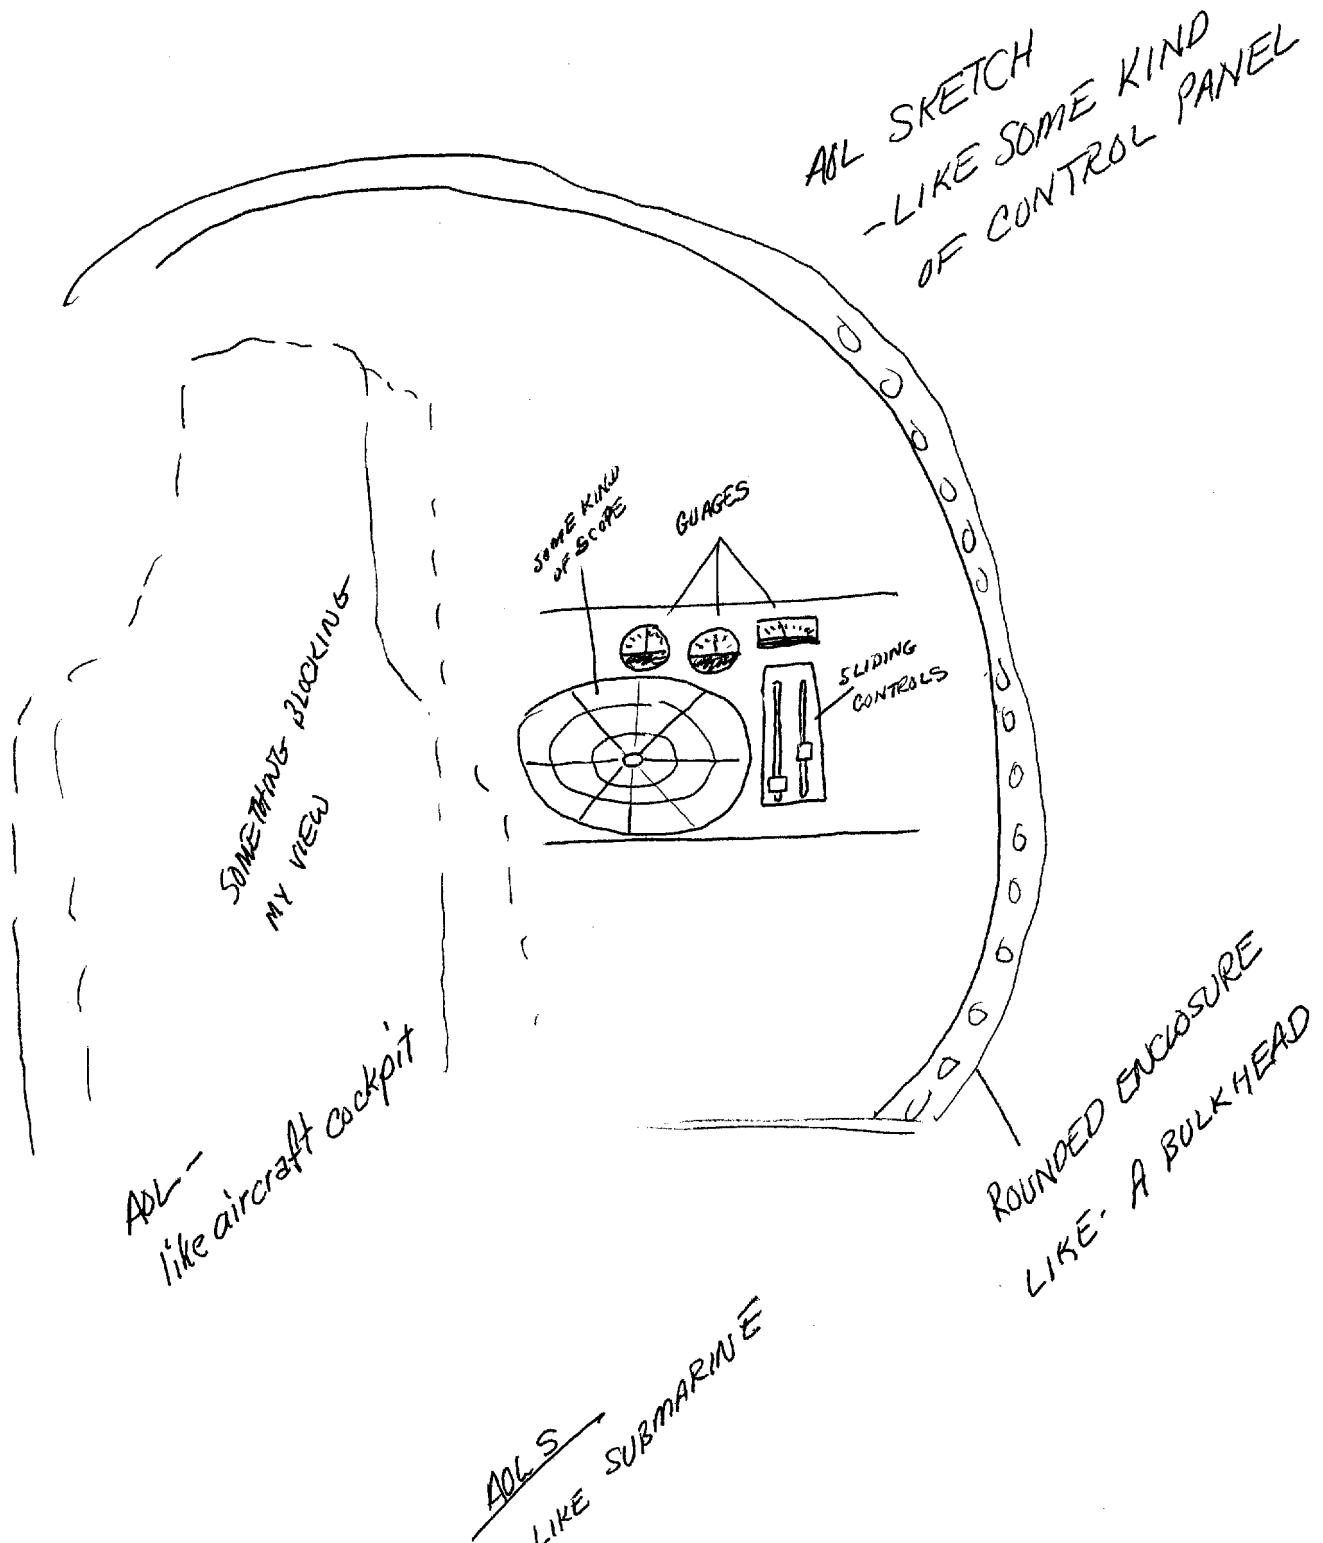 AOL SKETCH
-LIKE SOME KIND
OF CONTROL PANEL
SOME KIND
OF SCOPE
GUAGES
SLIDING
CONTROLS
SOMETHING BLOCKING
MY VIEW
AOL-
like aircraft cockpit
ROUNDED ENCLOSURE
LIKE- A BULKHEAD
AOL S
LIKE SUBMARINE